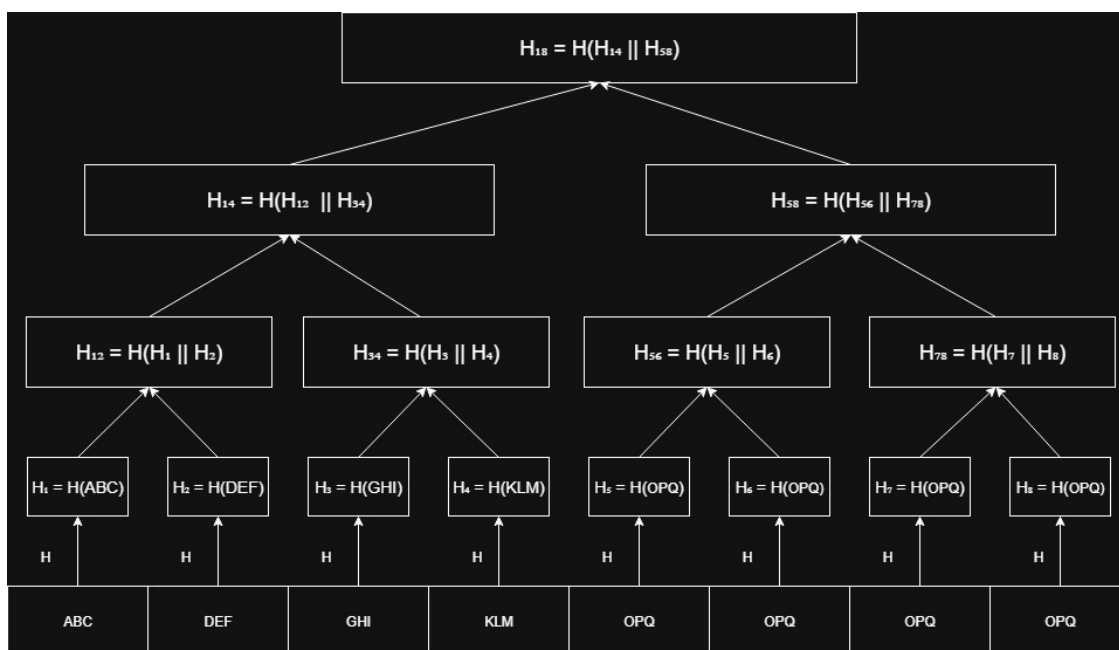 H₁₈ = H(H₁₄ || H₅₈)
H₁₄ = H(H₁₂ || H₃₄)
H₅₈ = H(H₅₆ || H₇₈)
H₁₂ = H(H₁ || H₂)
H₃₄ = H(H₃ || H₄)
H₅₆ = H(H₅ || H₆)
H₇₈ = H(H₇ || H₈)
H₁ = H(ABC)
H₂ = H(DEF)
H₃ = H(GHI)
H₄ = H(KLM)
H₅ = H(OPQ)
H₆ = H(OPQ)
H₇ = H(OPQ)
H₈ = H(OPQ)
H
H
H
H
H
H
H
H
ABC
DEF
GHI
KLM
OPQ
OPQ
OPQ
OPQ